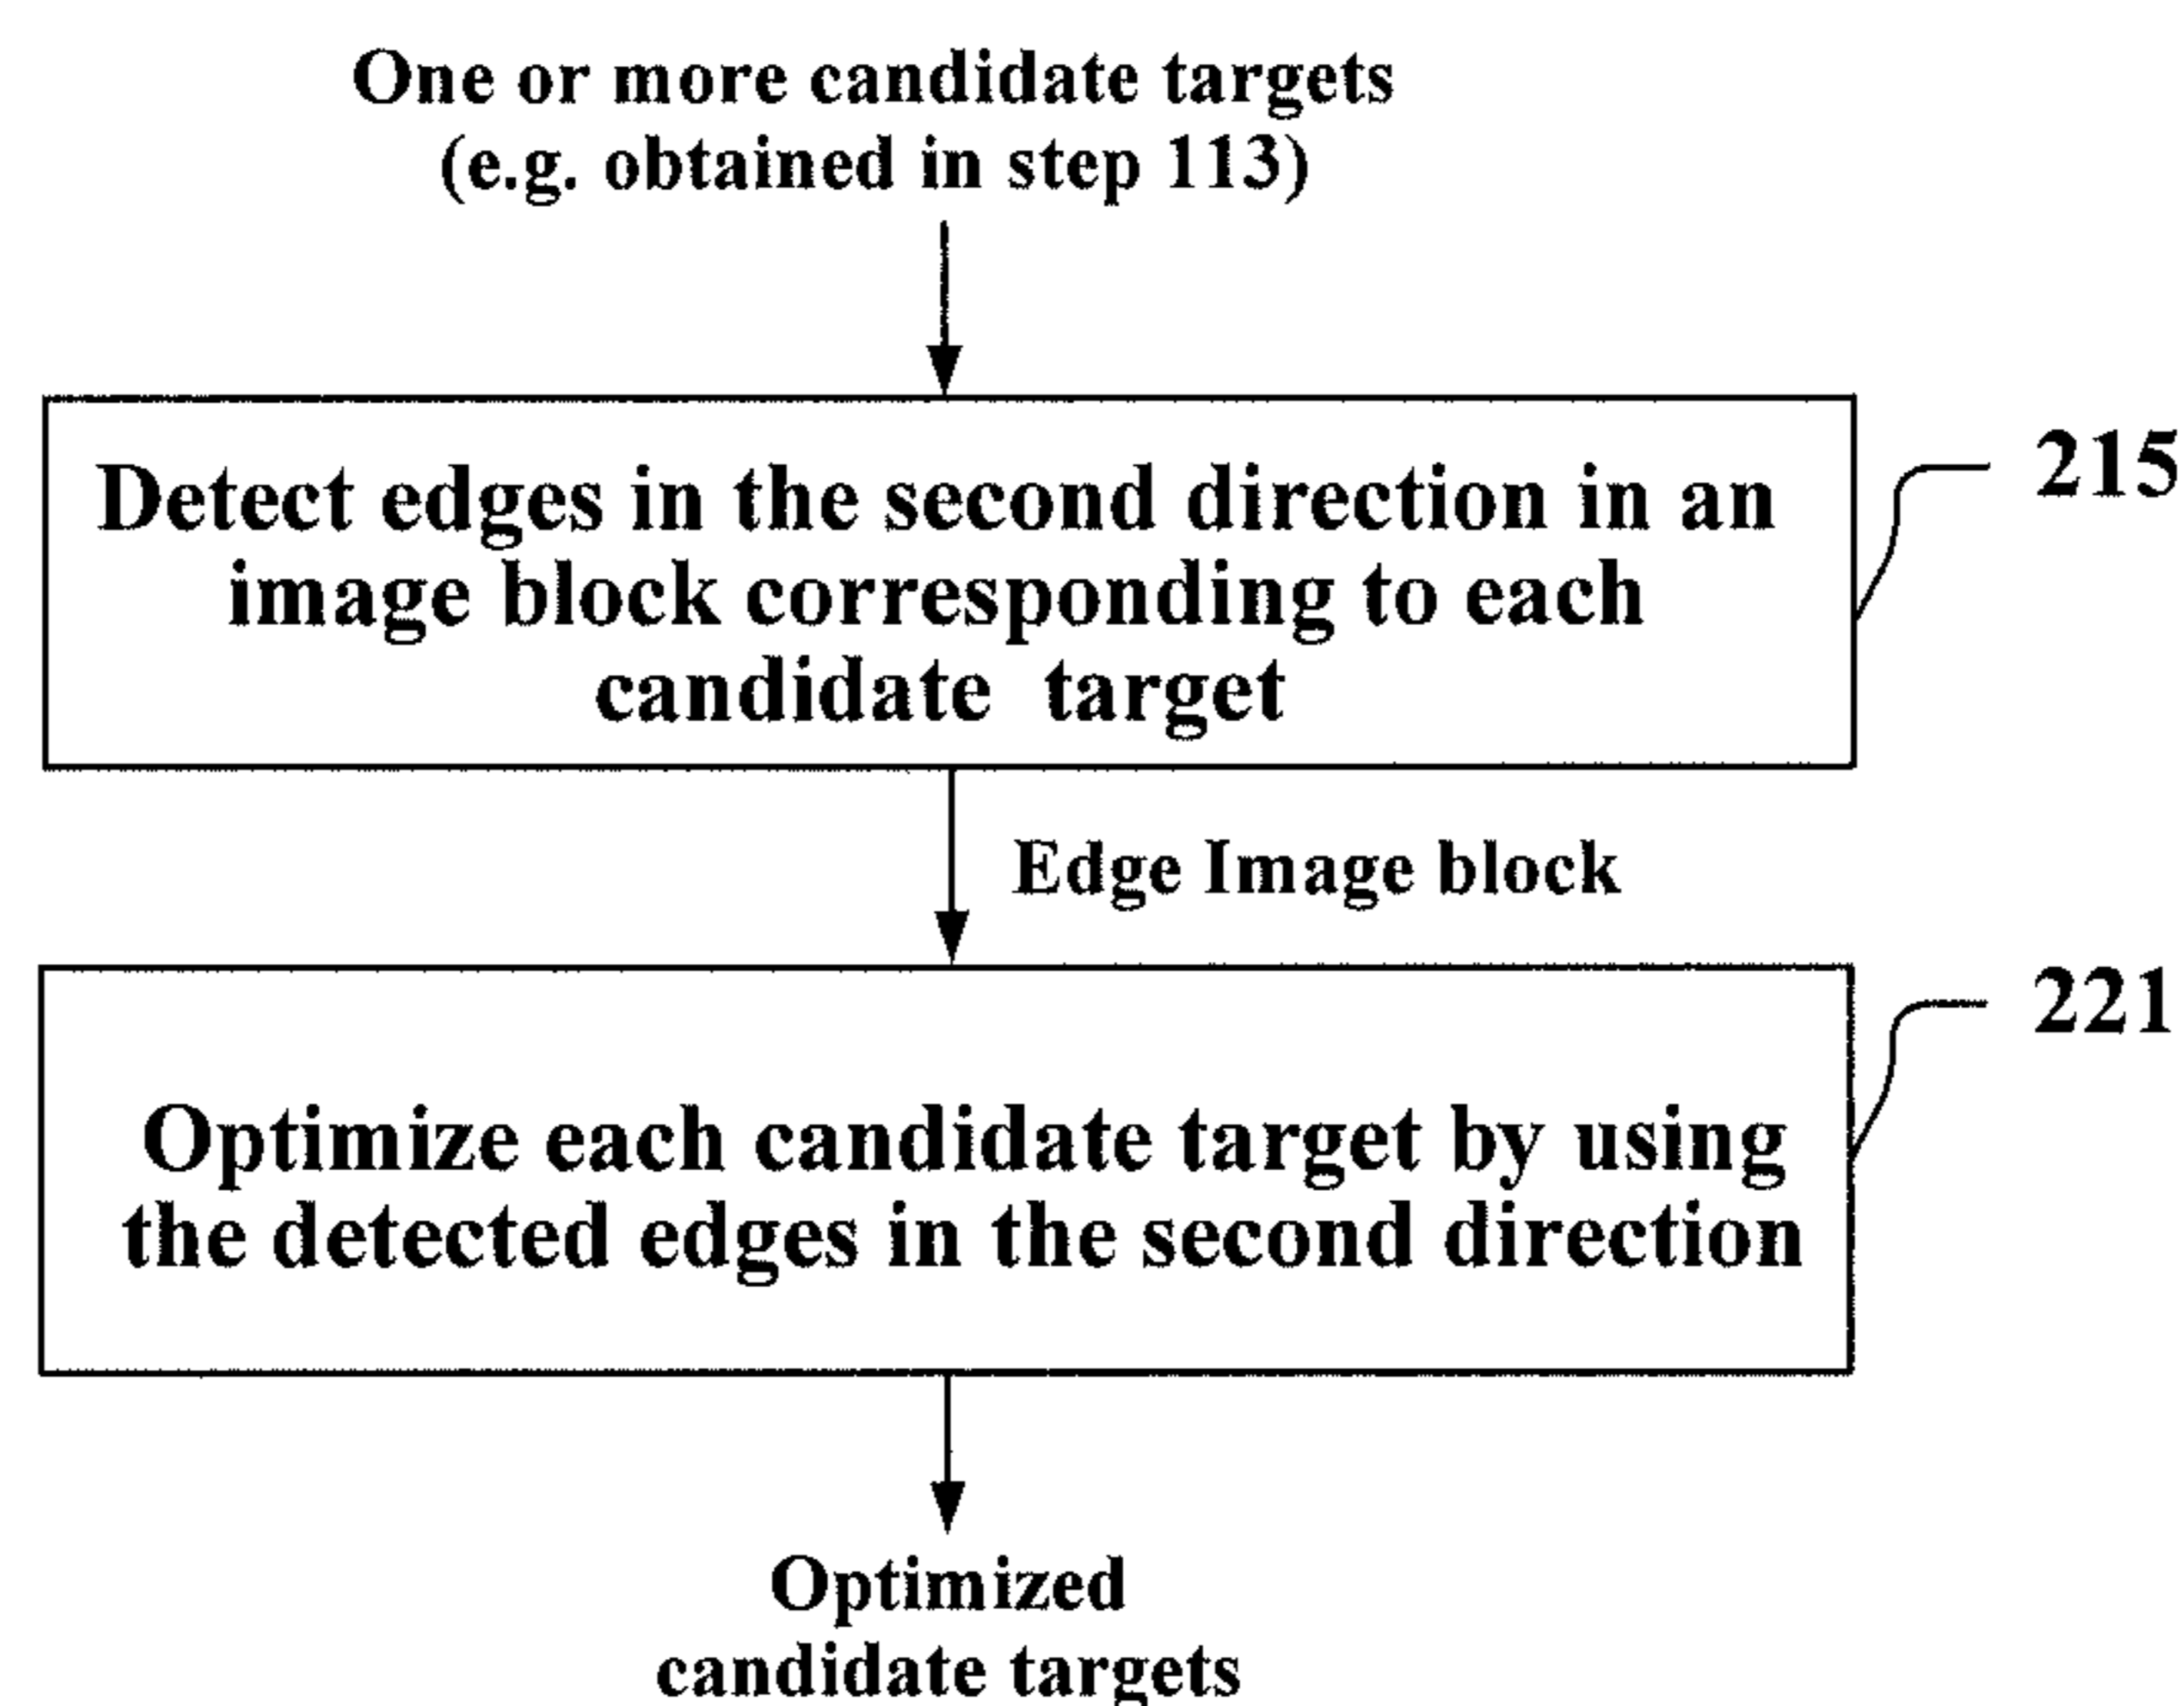 One or more candidate targets
(e.g. obtained in step 113)
Detect edges in the second direction in an
image block corresponding to each
candidate target
215
Edge Image block
Optimize each candidate target by using
the detected edges in the second direction
221
Optimized
candidate targets